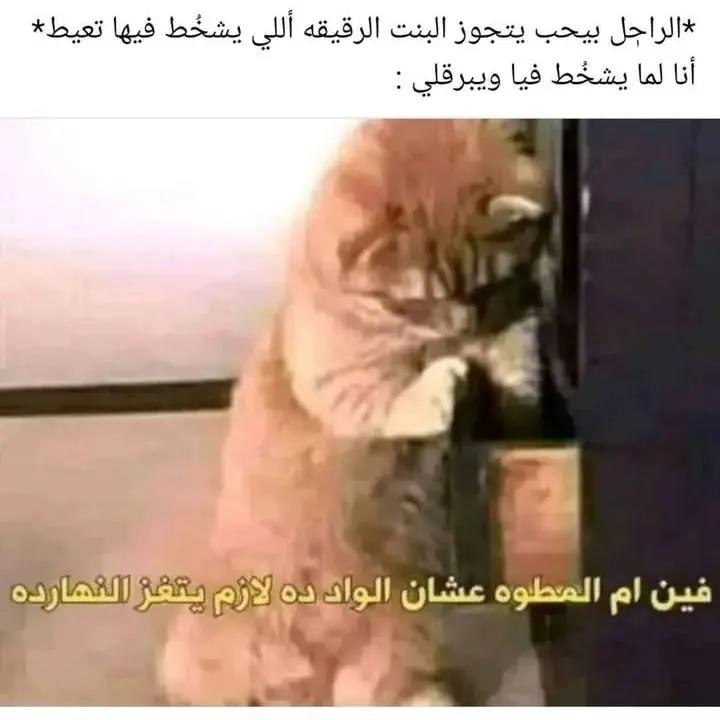 *الراجل بيحب يتجوز البنت الرقيقه أللي يشخُط فيها تعيط*
أنا لما يشخُط فيا ويبرقلي :
فين ام المطوه عشان الواد ده لازم يتغز النهارده